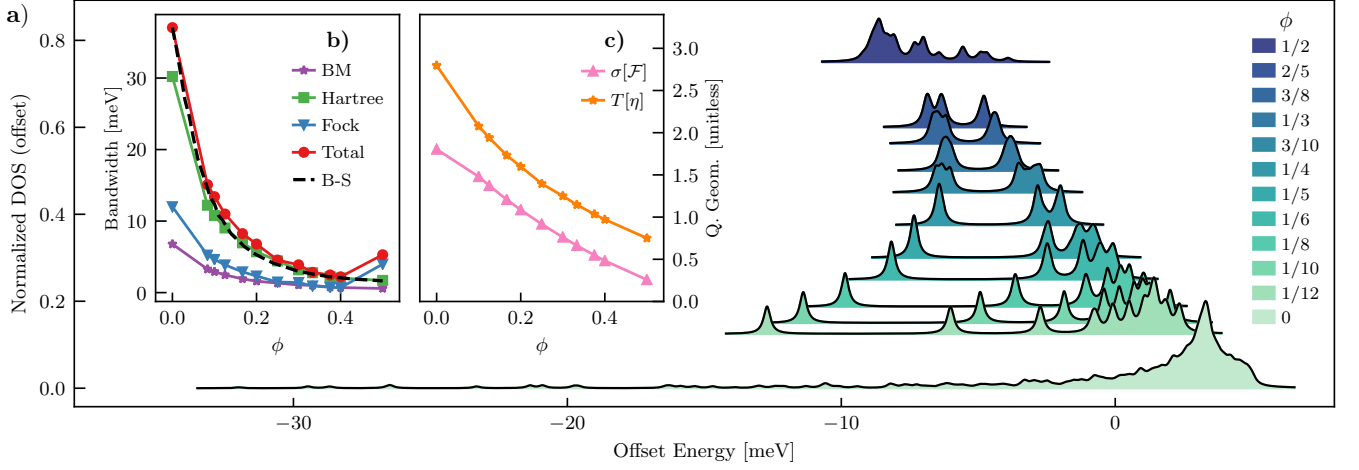 a)
Normalized DOS (offset)
0.8
0.6
0.4
0.2
0.0
−30
−20
−10
0
Offset Energy [meV]
b)
Bandwidth [meV]
30
20
10
0
0.0
0.2
0.4
ϕ
BM
Hartree
Fock
Total
B-S
c)
σ[ℱ]
T[η]
0.0
0.2
0.4
ϕ
3.0
2.5
2.0
1.5
1.0
0.5
0.0
Q. Geom. [unitless]
ϕ
1/2
2/5
3/8
1/3
3/10
1/4
1/5
1/6
1/8
1/10
1/12
0